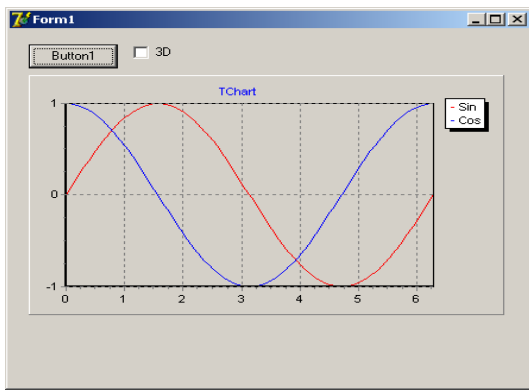 Form1
Button1
3D
TChart
- Sin
- Cos
1
0
-1
0 1 2 3 4 5 6